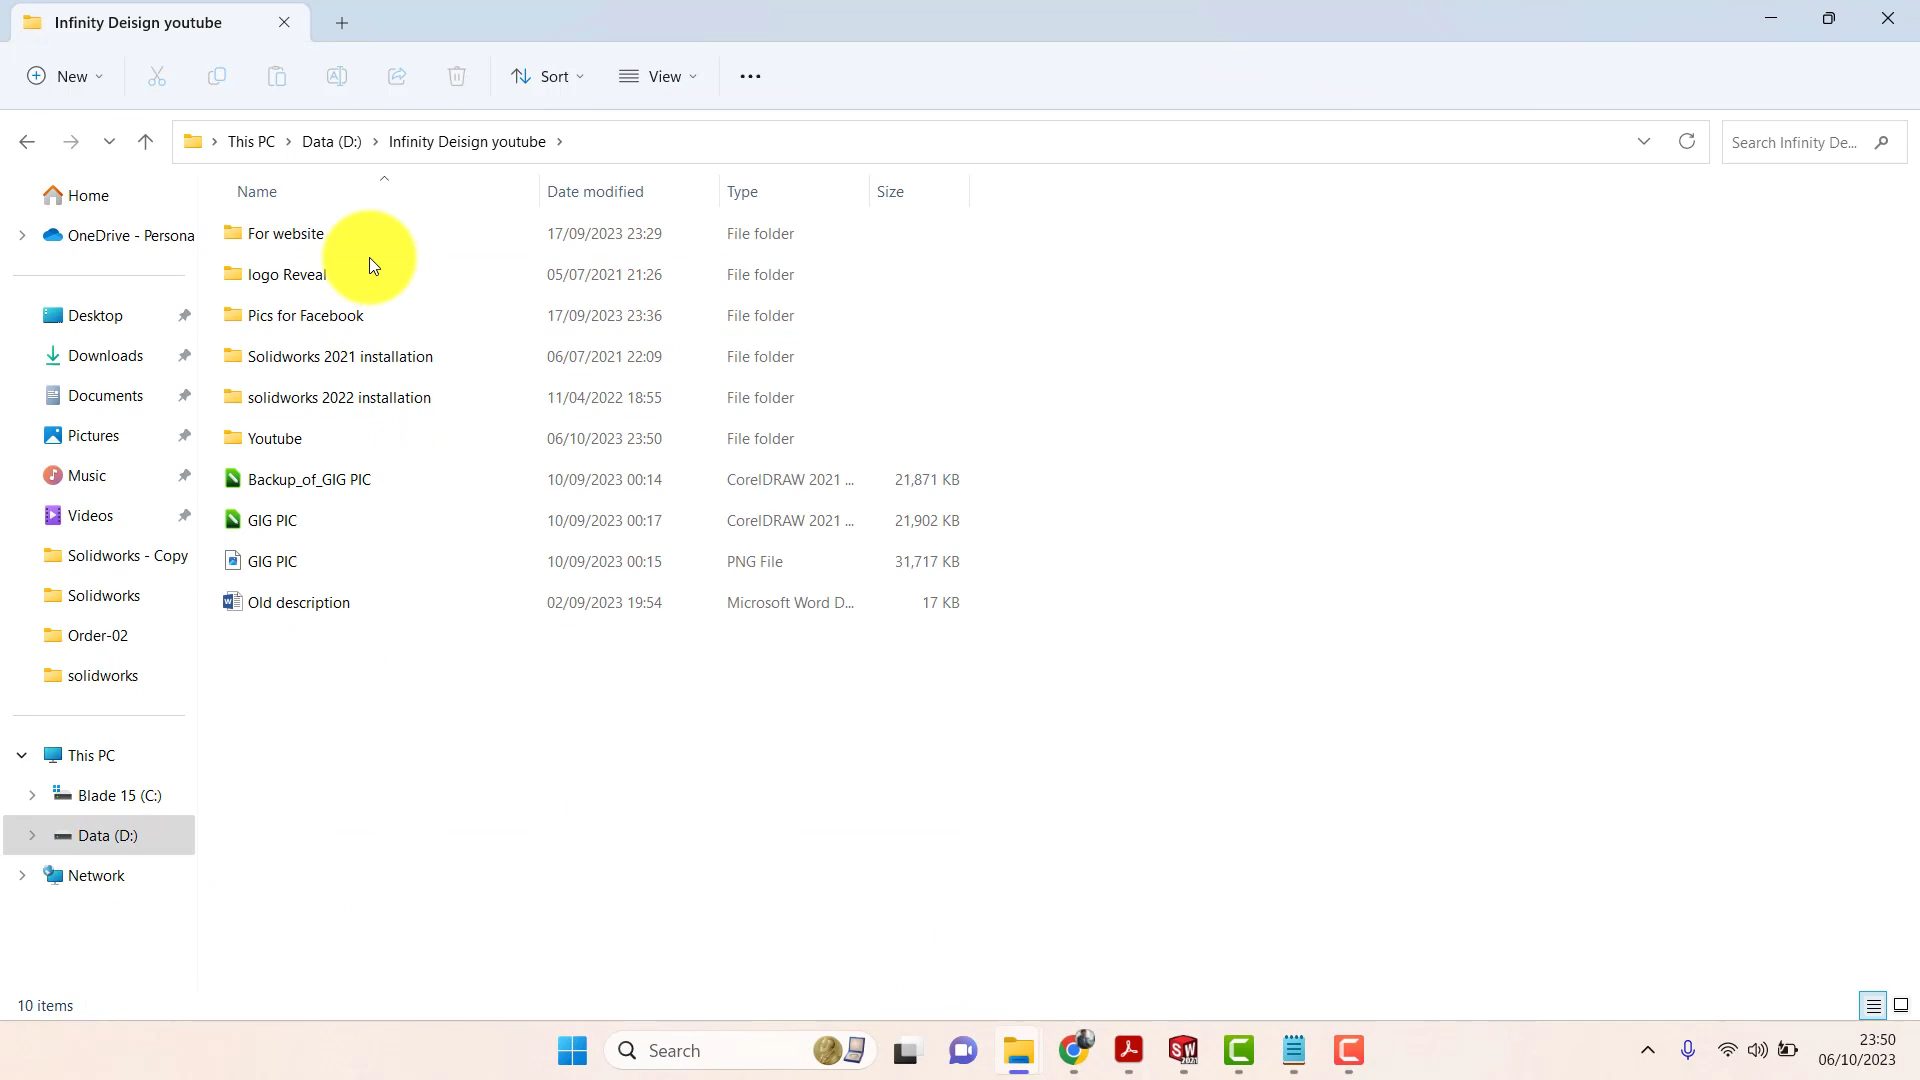 Infinity Deisign youtube
New
Sort
View
This PC
Data (D:)
Infinity Deisign youtube
Search Infinity De...
Name
Date modified
Type
Size
Home
OneDrive - Persona
Desktop
Downloads
Documents
Pictures
Music
Videos
Solidworks - Copy
Solidworks
Order-02
solidworks
This PC
Blade 15 (C:)
Data (D:)
Network
For website 17/09/2023 23:29 File folder
logo Reveal 05/07/2021 21:26 File folder
Pics for Facebook 17/09/2023 23:36 File folder
Solidworks 2021 installation 06/07/2021 22:09 File folder
solidworks 2022 installation 11/04/2022 18:55 File folder
Youtube 06/10/2023 23:50 File folder
Backup_of_GIG PIC 10/09/2023 00:14 CorelDRAW 2021 ... 21,871 KB
GIG PIC 10/09/2023 00:17 CorelDRAW 2021 ... 21,902 KB
GIG PIC 10/09/2023 00:15 PNG File 31,717 KB
Old description 02/09/2023 19:54 Microsoft Word D... 17 KB
10 items
Search
SW
2021
23:50
06/10/2023